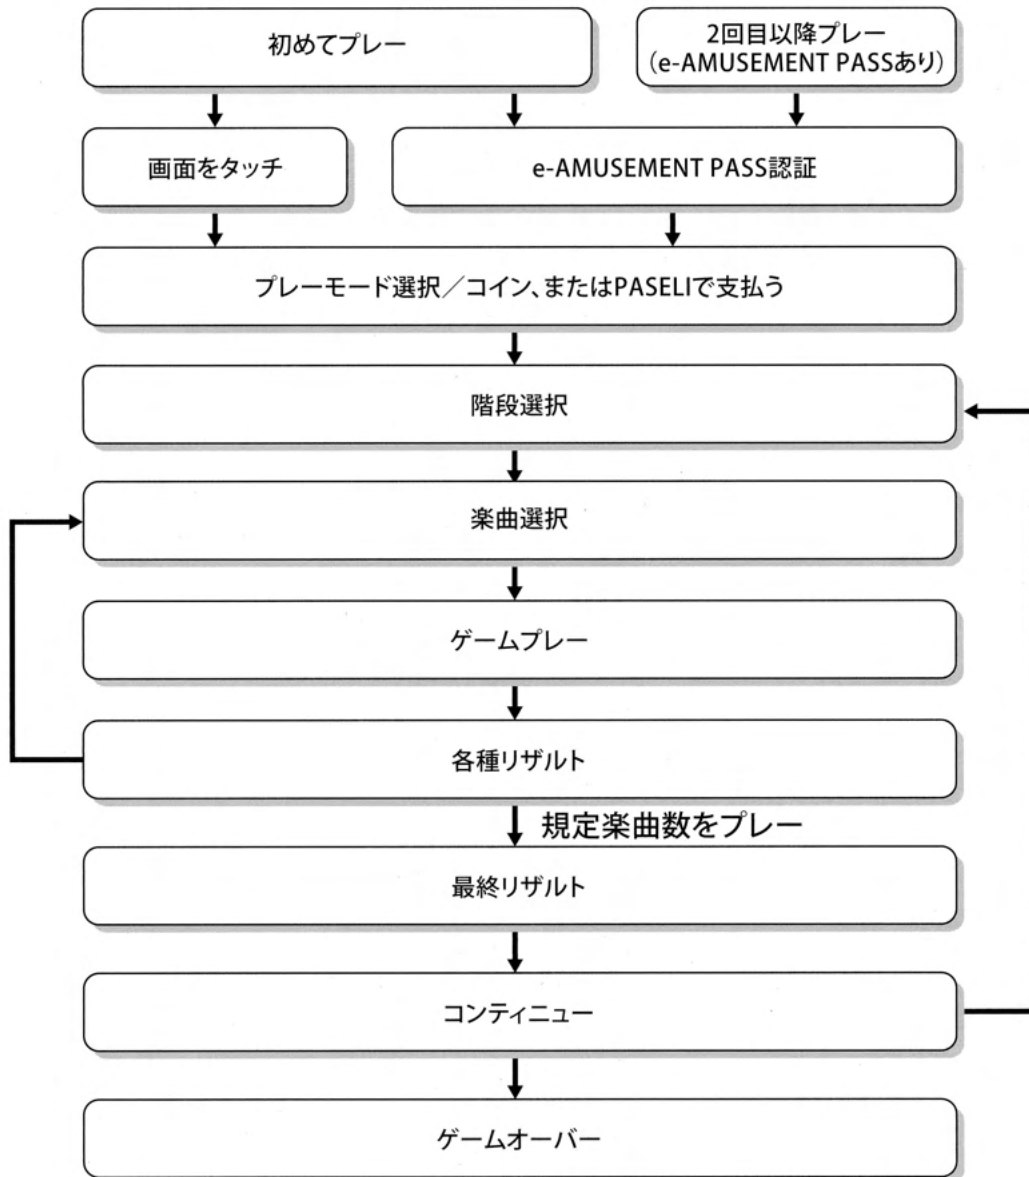 初めてプレー
2回目以降プレー
（e-AMUSEMENT PASSあり）
画面をタッチ
e-AMUSEMENT PASS認証
プレーモード選択／コイン、またはPASELIで支払う
階段選択
楽曲選択
ゲームプレー
各種リザルト
規定楽曲数をプレー
最終リザルト
コンティニュー
ゲームオーバー